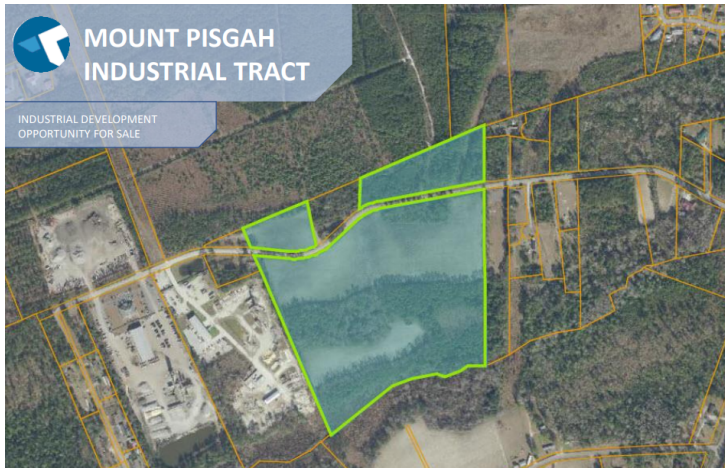 MOUNT PISGAH
INDUSTRIAL TRACT
INDUSTRIAL DEVELOPMENT
OPPORTUNITY FOR SALE